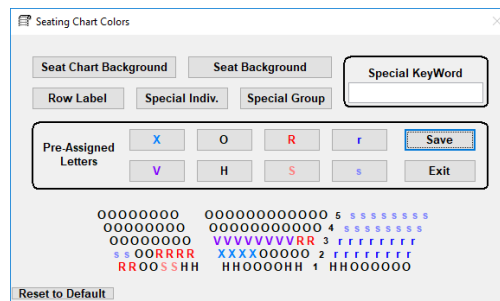 Seating Chart Colors
Seat Chart Background Seat Background Special KeyWord
Row Label Special Indiv. Special Group
Pre-Assigned Letters X O R r Save
V H S s Exit
OOOOOOOO OOOOOOOOOOOO 5 s s s s s s s s
OOOOOOOO OOOOOOOOOOO 4 s s s s s s s s
OOOOOOOO VVVVVVVVRR 3 r r r r r r r r
s s OORRRR XXXXOOOOO 2 r r r r r r r r
RROOSSHH HHOOOOHH 1 HHOOOOOO
Reset to Default